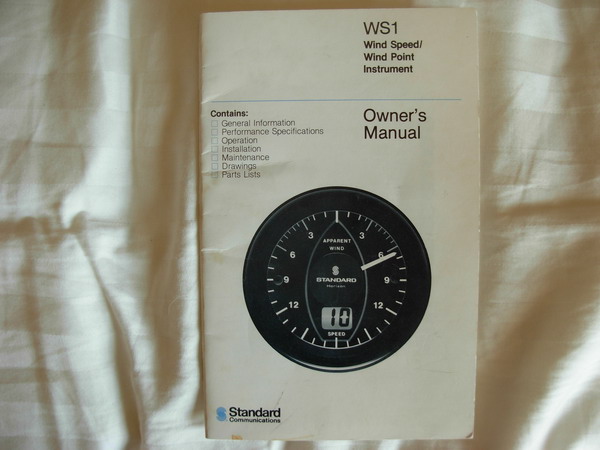 WS1
Wind Speed/
Wind Point
Instrument
Owner's
Manual
Contains:
General Information
Performance Specifications
Operation
Installation
Maintenance
Drawings
Parts Lists
3 3
APPARENT
WIND
6 6
STANDARD
Horizon
9 9
12 12
10
SPEED
Standard
Communications